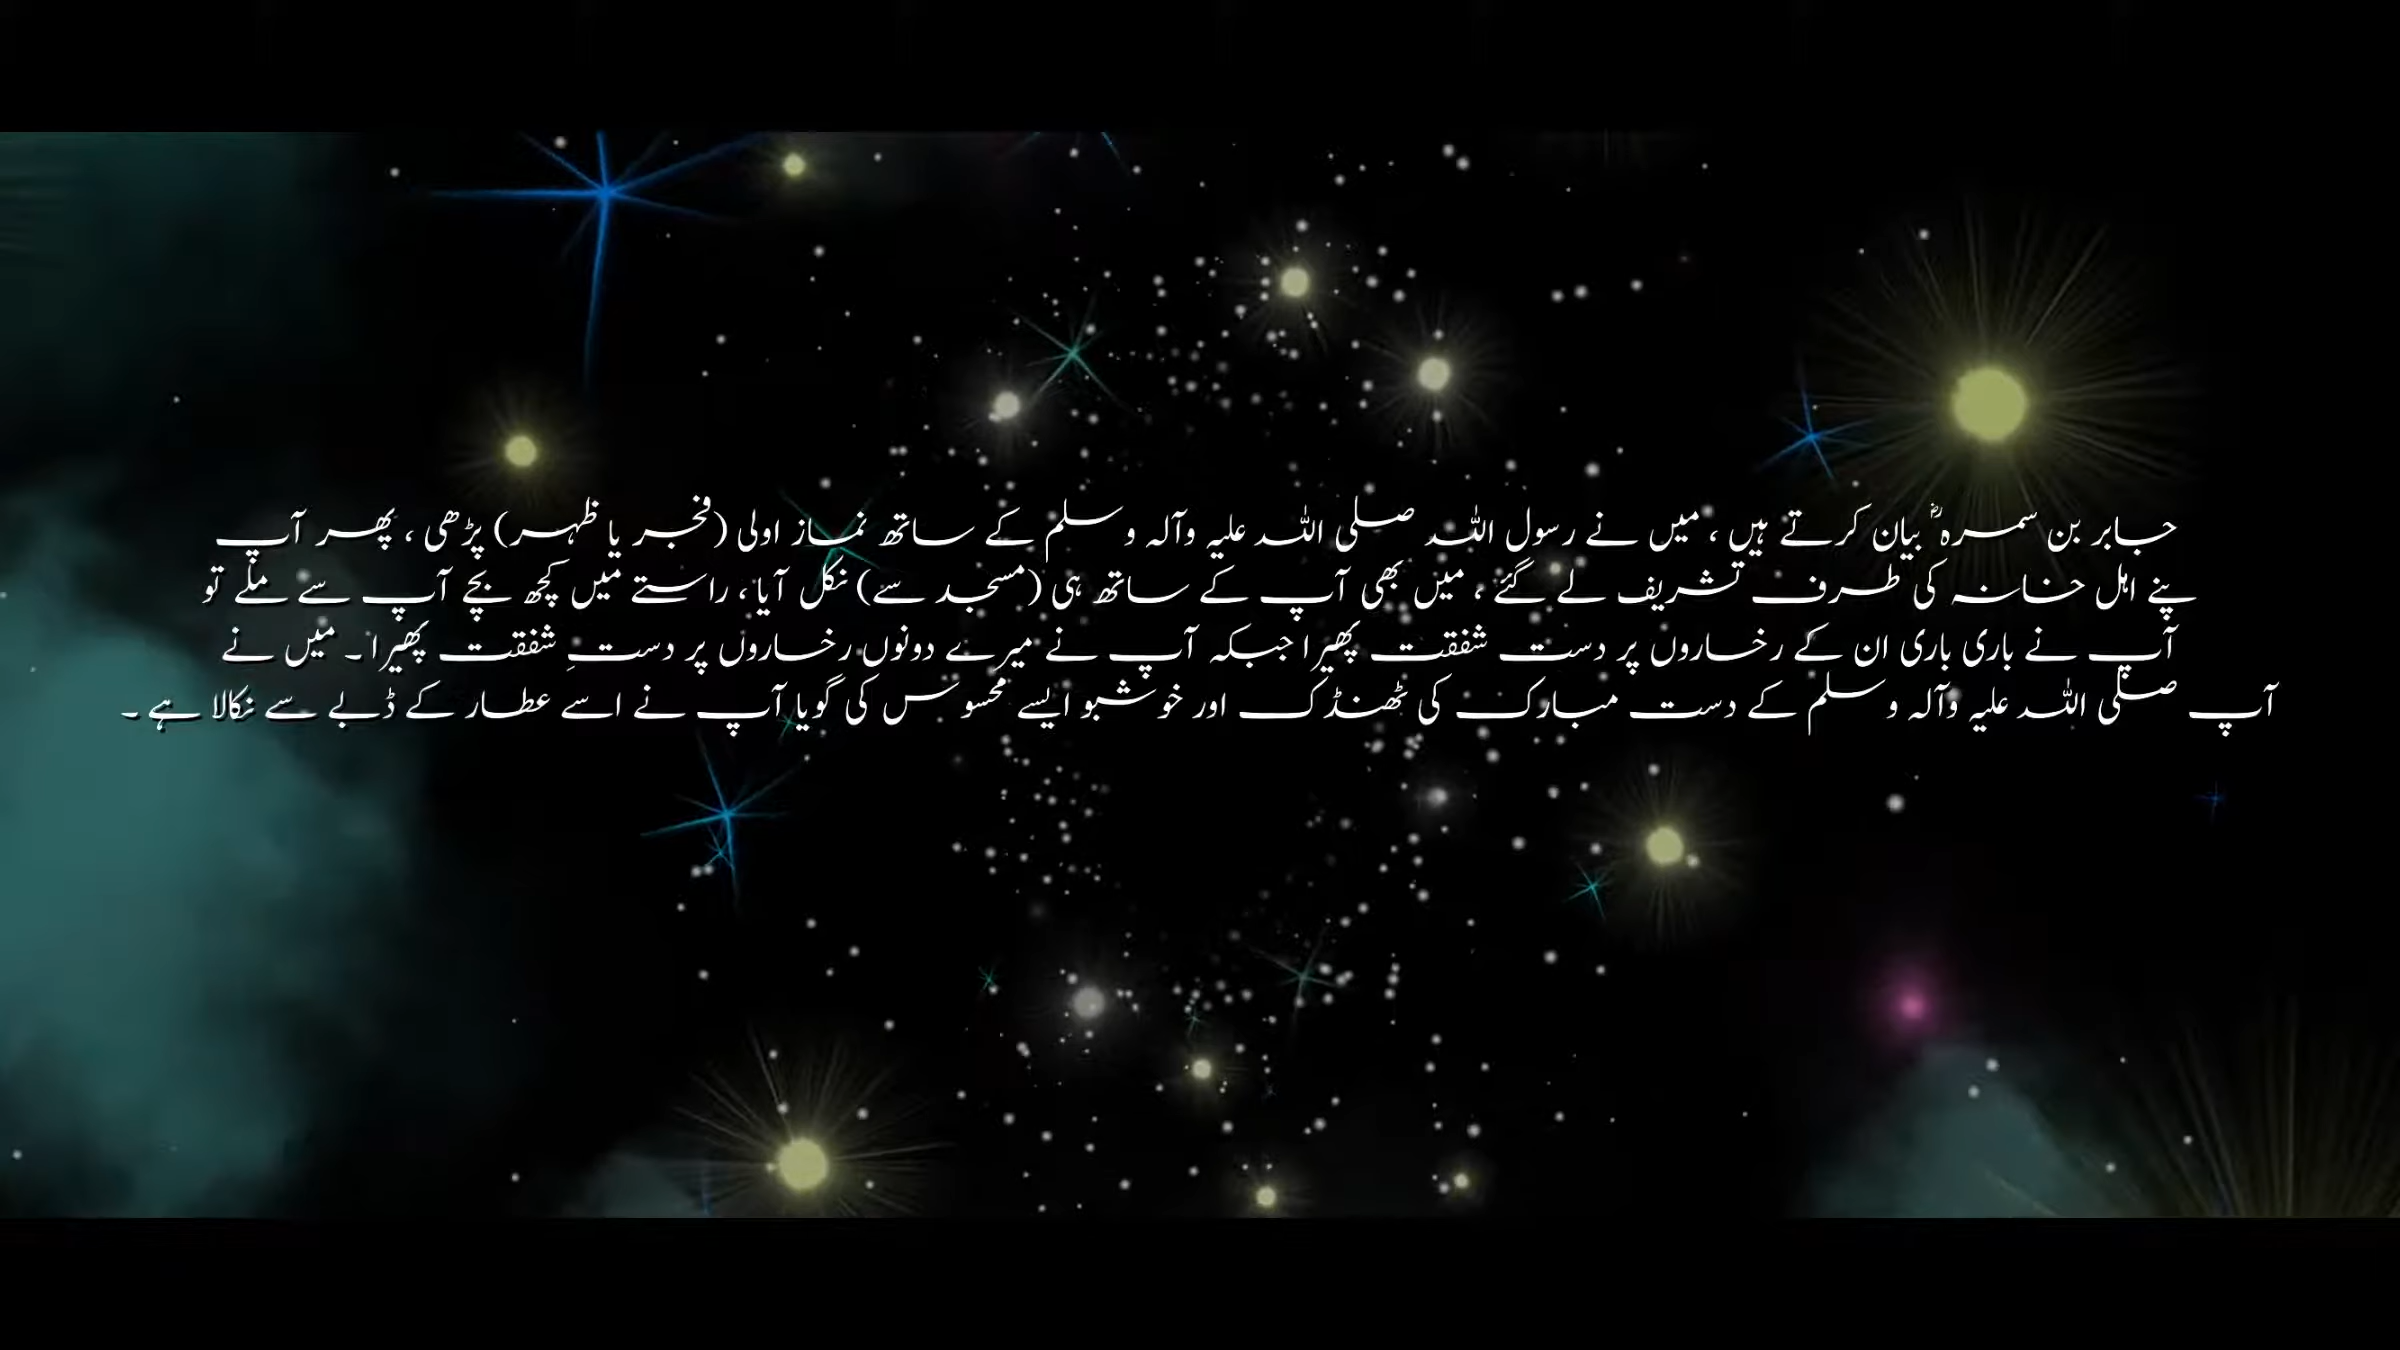 جابر بن سمرہ ؓ بیان کرتے ہیں ، میں نے رسول اللہ صلی اللہ علیہ وآلہ وسلم کے ساتھ نماز اولی (فجر یا ظہر) پڑھی ، پھر آپ
پنے اہل خانہ کی طرف تشریف لے گئے ، میں بھی آپ کے ساتھ ہی (مسجد سے) نکل آیا ، راستے میں کچھ بچے آپ سے ملے تو
آپ نے باری باری ان کے رخساروں پر دست شفقت پھیرا جبکہ آپ نے میرے دونوں رخساروں پر دستِ شفقت پھیرا ۔ میں نے
آپ صلی اللہ علیہ وآلہ وسلم کے دست مبارک کی ٹھنڈک اور خوشبو ایسے محسوس کی گویا آپ نے اسے عطار کے ڈبے سے نکالا ہے ۔